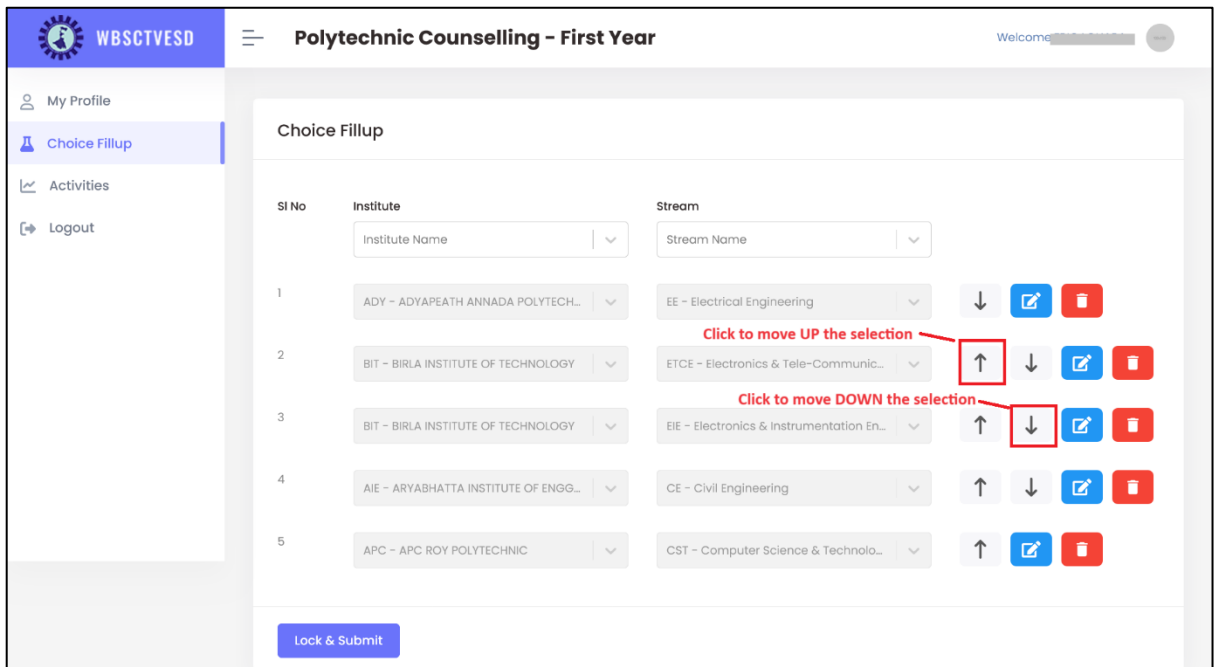 WBSCTVESD
Polytechnic Counselling - First Year
Welcome
My Profile
Choice Fillup
Activities
Logout
Choice Fillup
Sl No Institute Stream
Institute Name Stream Name
1 ADY - ADYAPEATH ANNADA POLYTECH... EE - Electrical Engineering
Click to move UP the selection
2 BIT - BIRLA INSTITUTE OF TECHNOLOGY ETCE - Electronics & Tele-Communic...
Click to move DOWN the selection
3 BIT - BIRLA INSTITUTE OF TECHNOLOGY EIE - Electronics & Instrumentation En...
4 AIE - ARYABHATTA INSTITUTE OF ENGG... CE - Civil Engineering
5 APC - APC ROY POLYTECHNIC CST - Computer Science & Technolo...
Lock & Submit